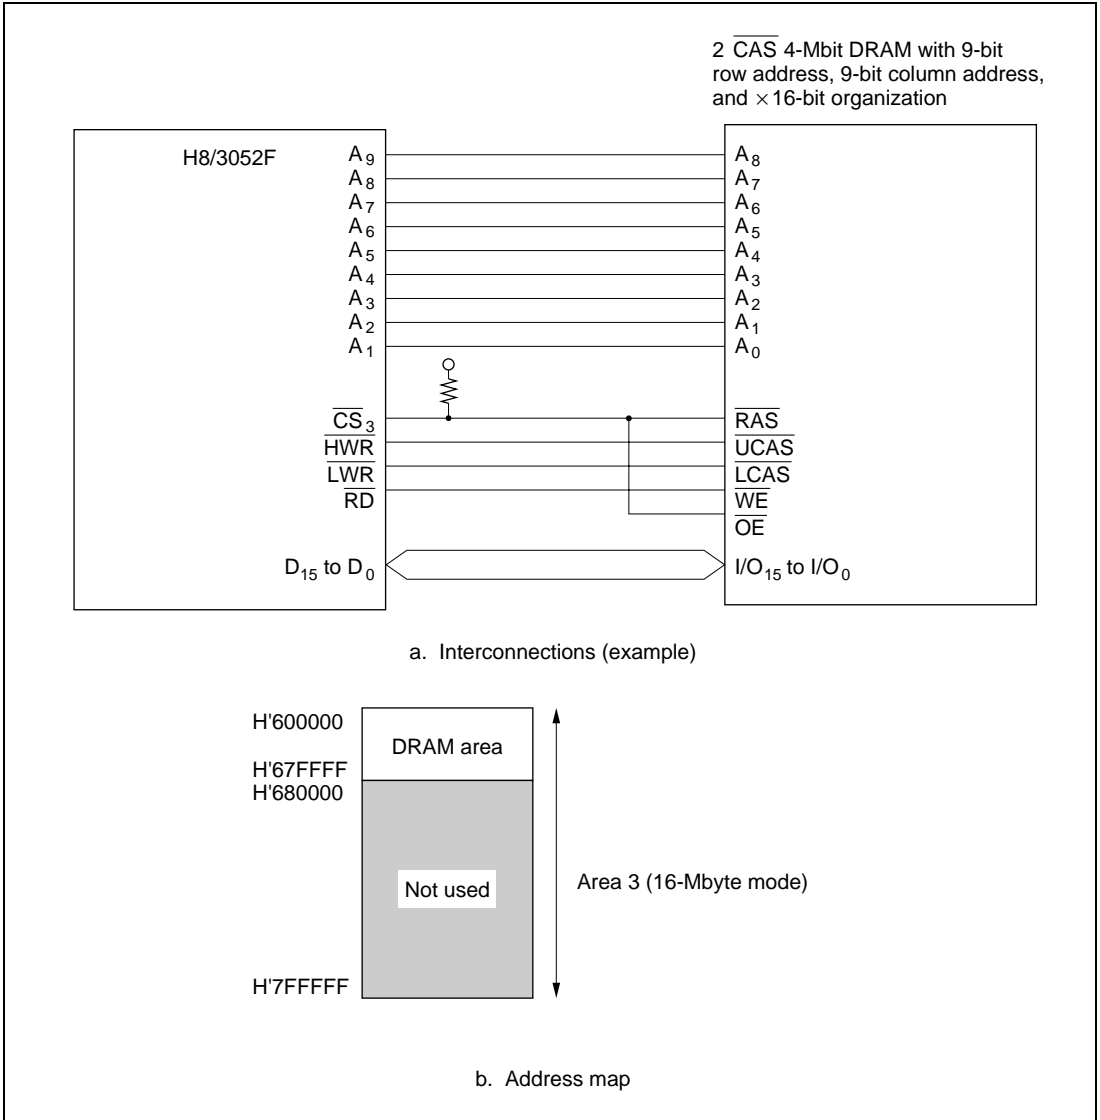 2 CAS 4-Mbit DRAM with 9-bit
row address, 9-bit column address,
and ×16-bit organization
H8/3052F
A9
A8
A8
A7
A7
A6
A6
A5
A5
A4
A4
A3
A3
A2
A2
A1
A1
A0
CS3
RAS
HWR
UCAS
LWR
LCAS
RD
WE
OE
D15 to D0
I/O15 to I/O0
a. Interconnections (example)
H'600000
DRAM area
H'67FFFF
H'680000
Not used
Area 3 (16-Mbyte mode)
H'7FFFFF
b. Address map